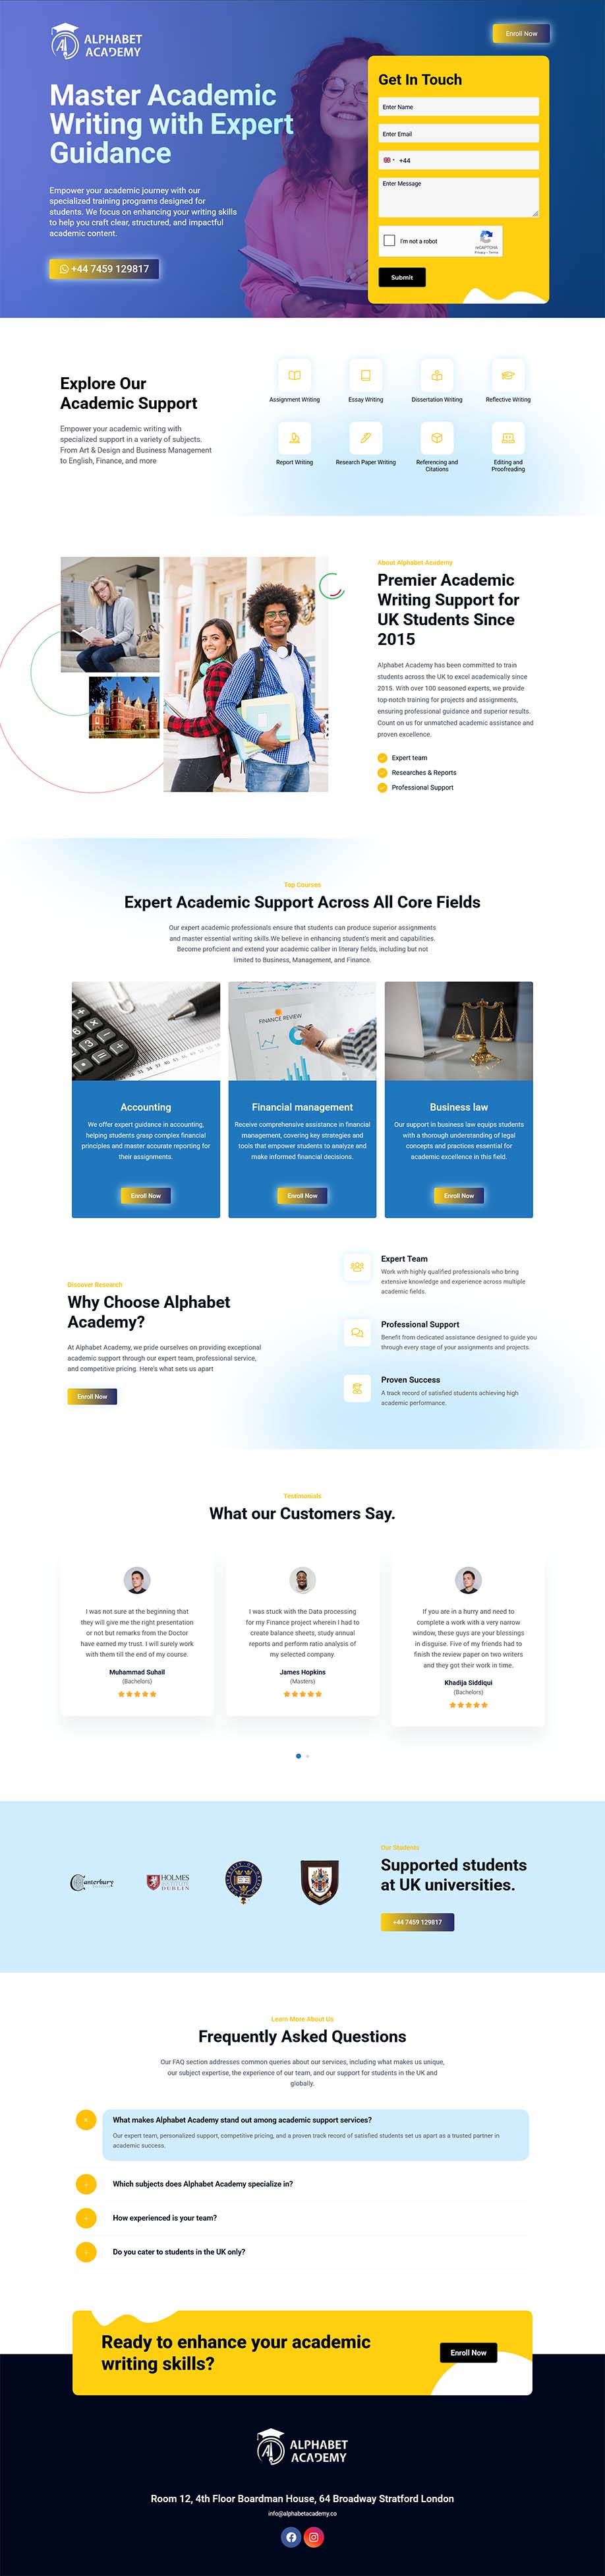 ALPHABET
ACADEMY
Enroll Now
Master Academic
Writing with Expert
Guidance
Empower your academic journey with our
specialized training programs designed for
students. We focus on enhancing your writing skills
to help you craft clear, structured, and impactful
academic content.
+44 7459 129817
Get In Touch
Enter Name
Enter Email
+44
Enter Message
I'm not a robot
reCAPTCHA
Privacy - Terms
Submit
Explore Our
Academic Support
Empower your academic writing with
specialized support in a variety of subjects.
From Art & Design and Business Management
to English, Finance, and more
Assignment Writing
Essay Writing
Dissertation Writing
Reflective Writing
Report Writing
Research Paper Writing
Referencing and
Citations
Editing and
Proofreading
About Alphabet Academy
Premier Academic
Writing Support for
UK Students Since
2015
Alphabet Academy has been committed to train
students across the UK to excel academically since
2015. With over 100 seasoned experts, we provide
top-notch training for projects and assignments,
ensuring professional guidance and superior results.
Count on us for unmatched academic assistance and
proven excellence.
Expert team
Researches & Reports
Professional Support
Top Courses
Expert Academic Support Across All Core Fields
Our expert academic professionals ensure that students can produce superior assignments
and master essential writing skills.We believe in enhancing student's merit and capabilities.
Become proficient and extend your academic caliber in literary fields, including but not
limited to Business, Management, and Finance.
FINANCE REVIEW
Accounting
We offer expert guidance in accounting,
helping students grasp complex financial
principles and master accurate reporting for
their assignments.
Enroll Now
Financial management
Receive comprehensive assistance in financial
management, covering key strategies and
tools that empower students to analyze and
make informed financial decisions.
Enroll Now
Business law
Our support in business law equips students
with a thorough understanding of legal
concepts and practices essential for
academic excellence in this field.
Enroll Now
Discover Research
Why Choose Alphabet
Academy?
At Alphabet Academy, we pride ourselves on providing exceptional
academic support through our expert team, professional service,
and competitive pricing. Here's what sets us apart
Enroll Now
Expert Team
Work with highly qualified professionals who bring
extensive knowledge and experience across multiple
academic fields.
Professional Support
Benefit from dedicated assistance designed to guide you
through every stage of your assignments and projects.
Proven Success
A track record of satisfied students achieving high
academic performance.
Testimonials
What our Customers Say.
I was not sure at the beginning that
they will give me the right presentation
or not but remarks from the Doctor
have earned my trust. I will surely work
with them till the end of my course.
Muhammad Suhail
(Bachelors)
I was stuck with the Data processing
for my Finance project wherein I had to
create balance sheets, study annual
reports and perform ratio analysis of
my selected company.
James Hopkins
(Masters)
If you are in a hurry and need to
complete a work with a very narrow
window, these guys are your blessings
in disguise. Five of my friends had to
finish the review paper on two writers
and they got their work in time.
Khadija Siddiqui
(Bachelors)
Canterbury
HOLMES
DUBLIN
Our Students
Supported students
at UK universities.
+44 7459 129817
Learn More About Us
Frequently Asked Questions
Our FAQ section addresses common queries about our services, including what makes us unique,
our subject expertise, the experience of our team, and our support for students in the UK and
globally.
What makes Alphabet Academy stand out among academic support services?
Our expert team, personalized support, competitive pricing, and a proven track record of satisfied students set us apart as a trusted partner in
academic success.
Which subjects does Alphabet Academy specialize in?
How experienced is your team?
Do you cater to students in the UK only?
Ready to enhance your academic
writing skills?
Enroll Now
ALPHABET
ACADEMY
Room 12, 4th Floor Boardman House, 64 Broadway Stratford London
info@alphabetacademy.co